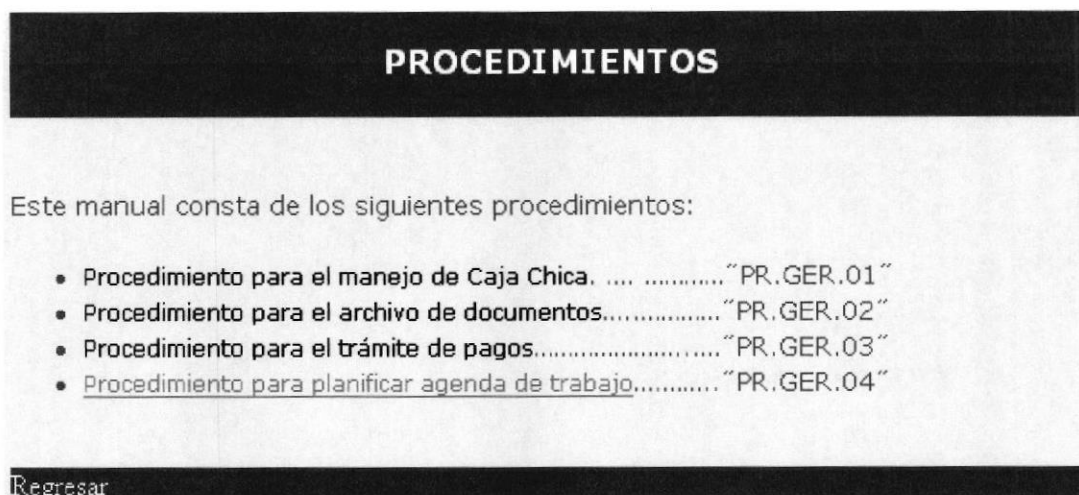 PROCEDIMIENTOS
Este manual consta de los siguientes procedimientos:
• Procedimiento para el manejo de Caja Chica. .... ............"PR.GER.01"
• Procedimiento para el archivo de documentos..................."PR.GER.02"
• Procedimiento para el trámite de pagos............................"PR.GER.03"
• Procedimiento para planificar agenda de trabajo............."PR.GER.04"
Regresar